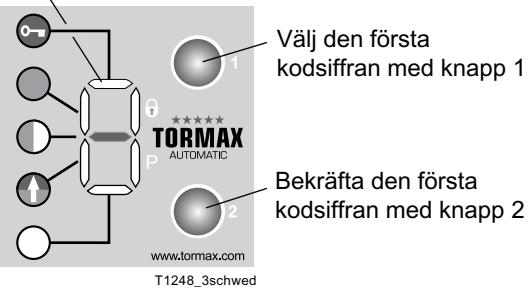 1
Välj den första
kodsiffran med knapp 1
★★★★★
TORMAX
AUTOMATIC
P
2
Bekräfta den första
kodsiffran med knapp 2
www.tormax.com
T1248_3schwed